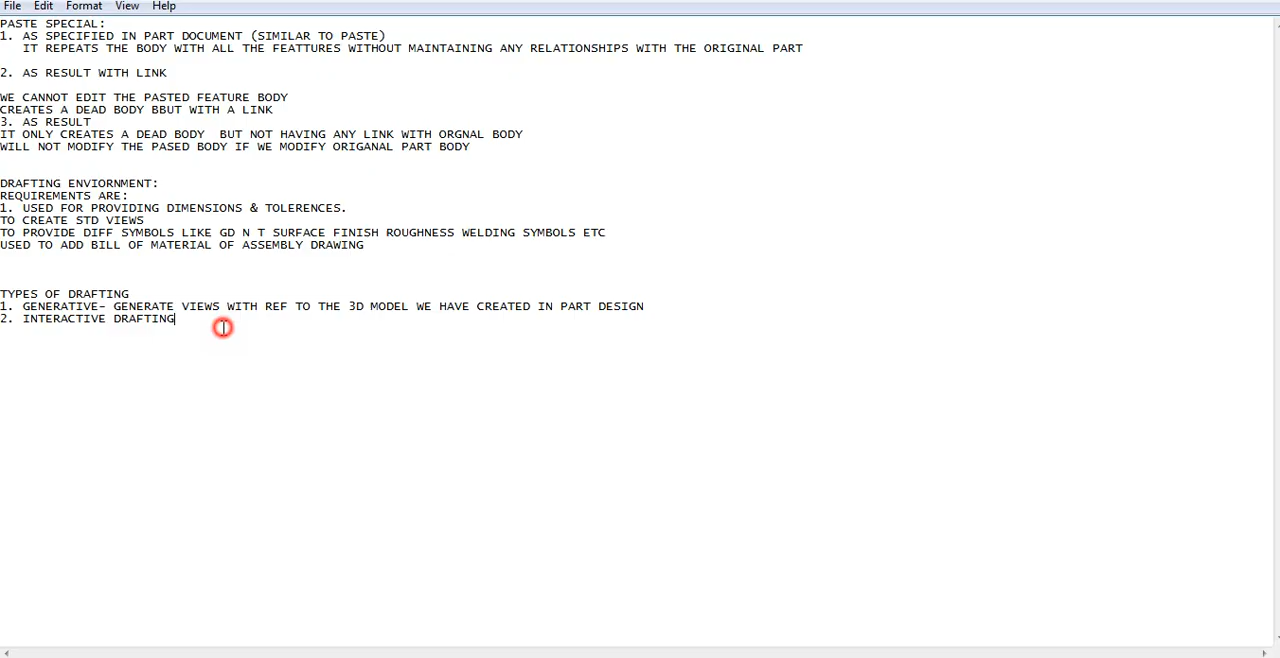 File Edit Format View Help
PASTE SPECIAL:
1. AS SPECIFIED IN PART DOCUMENT (SIMILAR TO PASTE)
IT REPEATS THE BODY WITH ALL THE FEATTURES WITHOUT MAINTAINING ANY RELATIONSHIPS WITH THE ORIGINAL PART
2. AS RESULT WITH LINK
WE CANNOT EDIT THE PASTED FEATURE BODY
CREATES A DEAD BODY BBUT WITH A LINK
3. AS RESULT
IT ONLY CREATES A DEAD BODY  BUT NOT HAVING ANY LINK WITH ORGNAL BODY
WILL NOT MODIFY THE PASED BODY IF WE MODIFY ORIGANAL PART BODY
DRAFTING ENVIORNMENT:
REQUIREMENTS ARE:
1. USED FOR PROVIDING DIMENSIONS & TOLERENCES.
TO CREATE STD VIEWS
TO PROVIDE DIFF SYMBOLS LIKE GD N T SURFACE FINISH ROUGHNESS WELDING SYMBOLS ETC
USED TO ADD BILL OF MATERIAL OF ASSEMBLY DRAWING
TYPES OF DRAFTING
1. GENERATIVE- GENERATE VIEWS WITH REF TO THE 3D MODEL WE HAVE CREATED IN PART DESIGN
2. INTERACTIVE DRAFTING